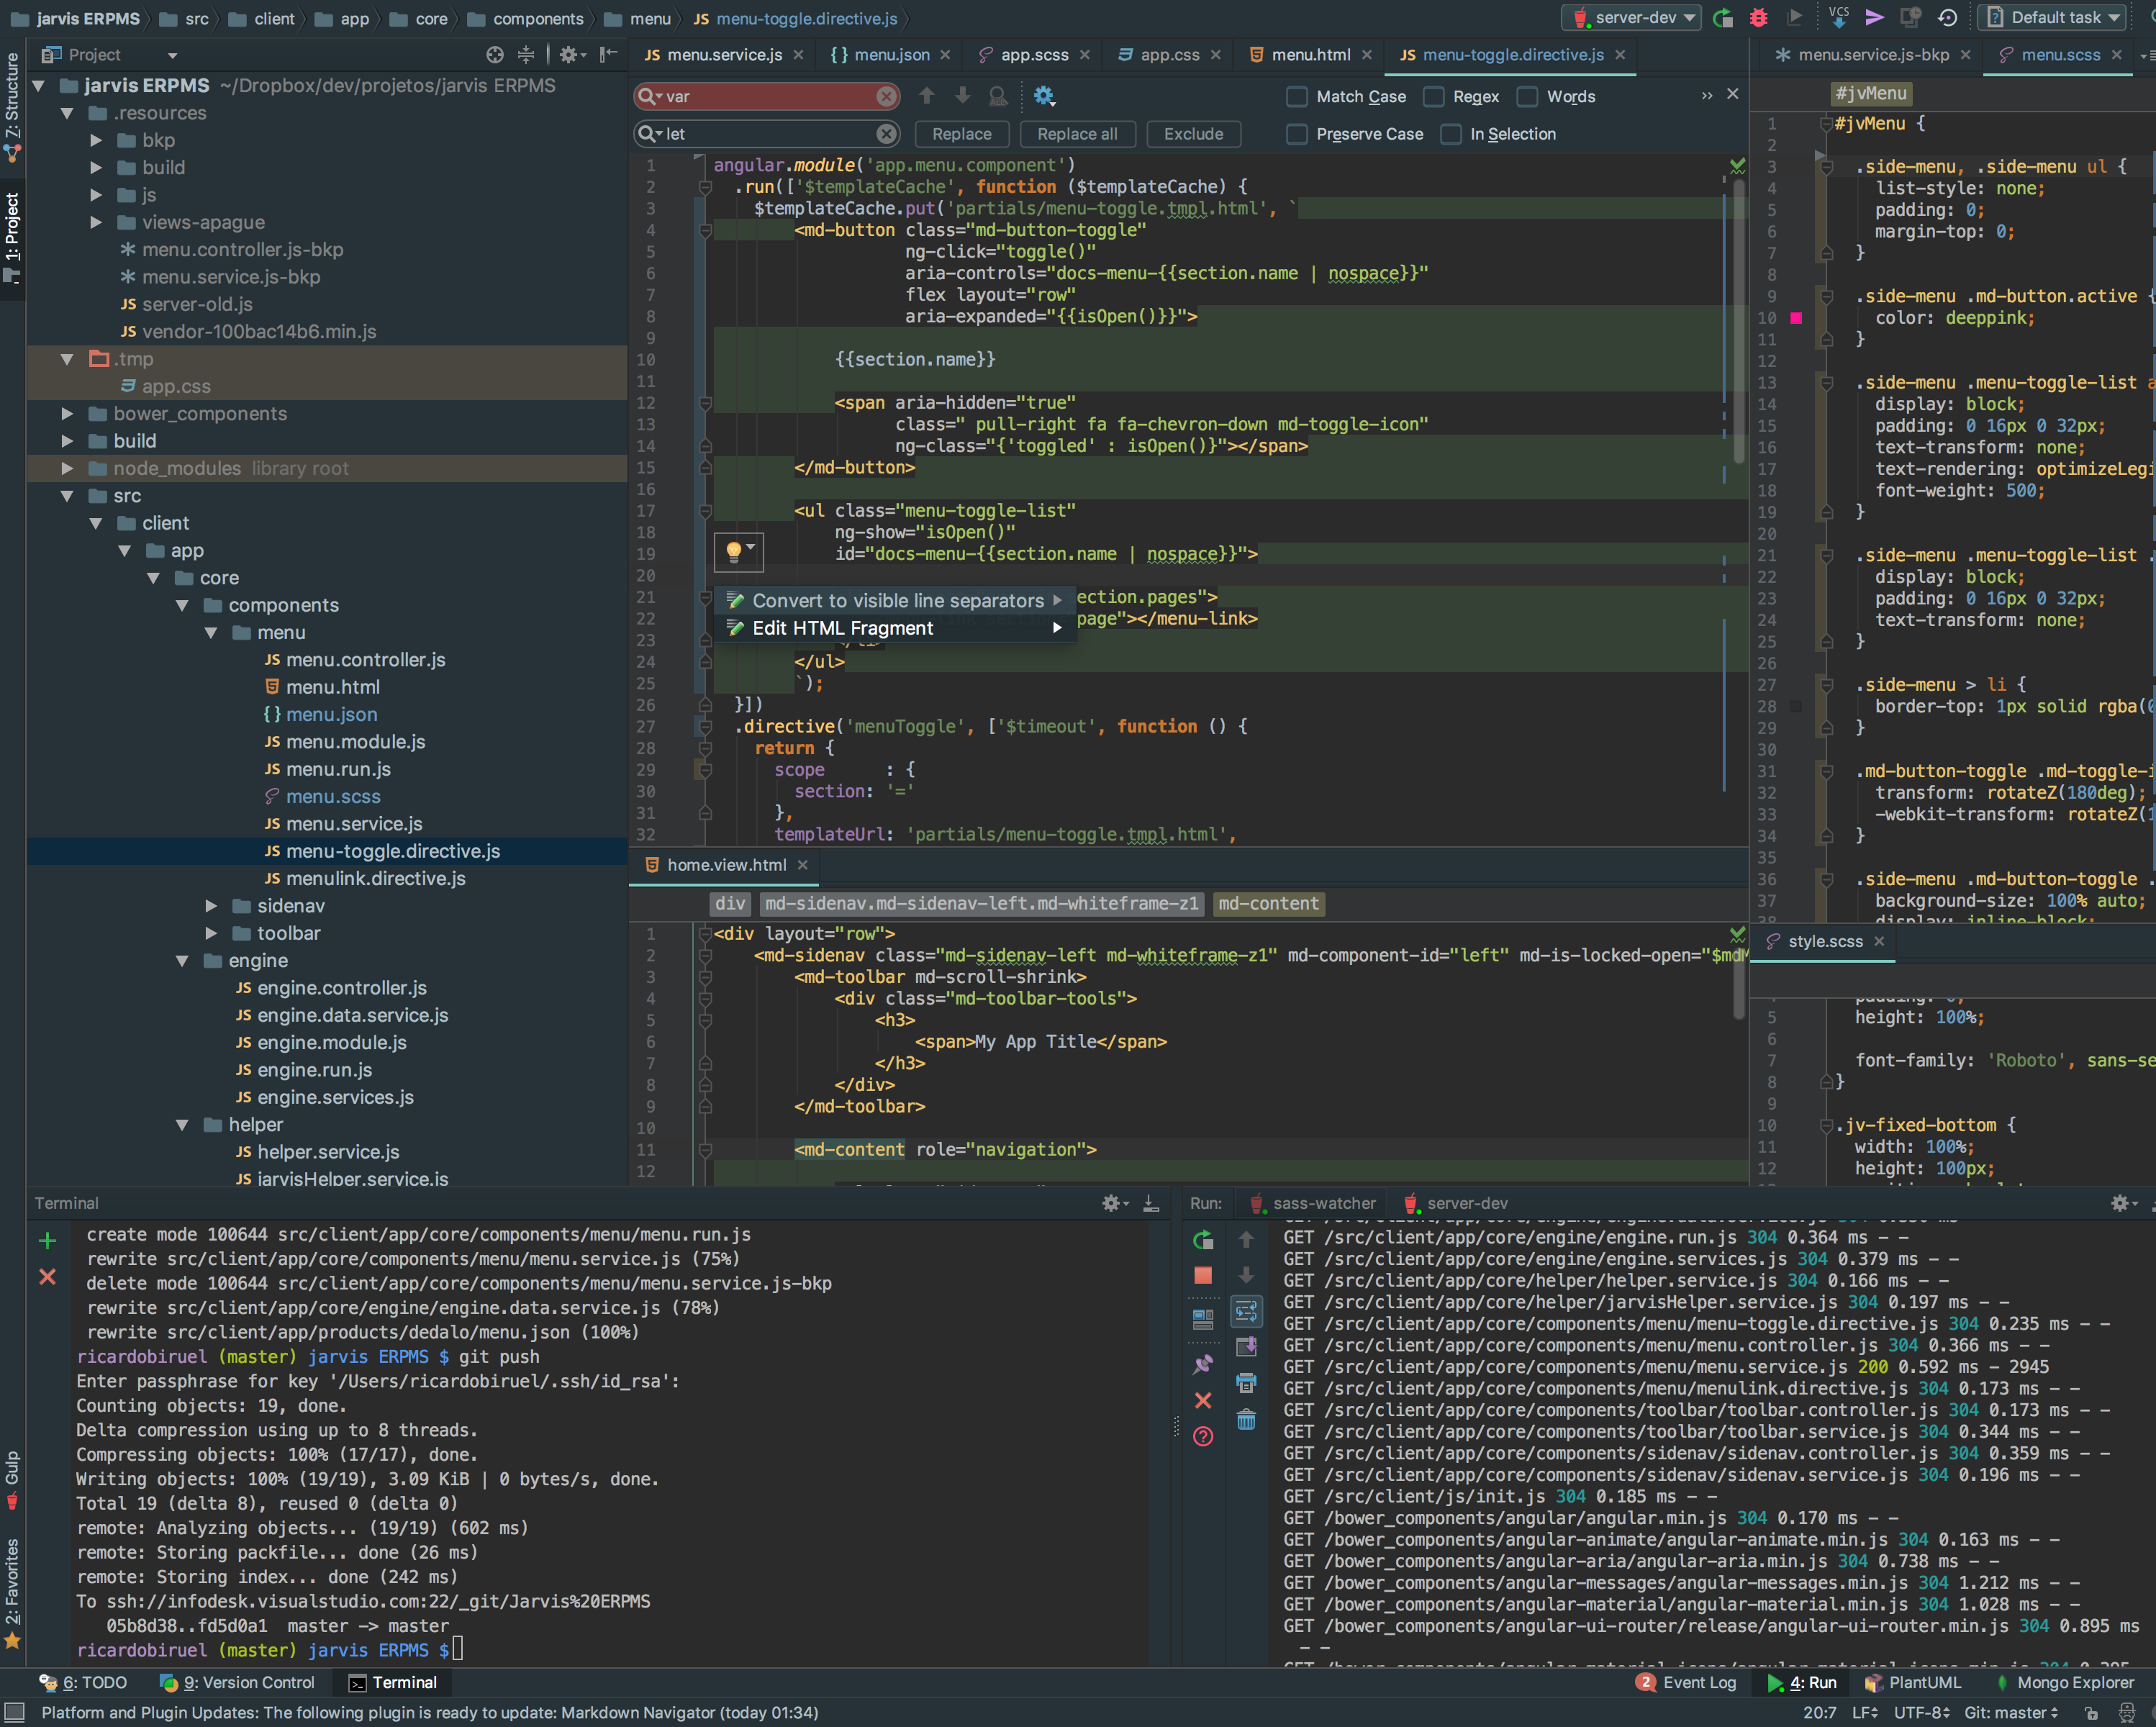 jarvis ERPMS src client app core components menu menu-toggle.directive.js
server-dev VCS Default task
Project
menu.service.js menu.json app.scss app.css menu.html menu-toggle.directive.js
menu.service.js-bkp menu.scss
Z: Structure
1: Project
Gulp
2: Favorites
jarvis ERPMS ~/Dropbox/dev/projetos/jarvis ERPMS
.resources
bkp
build
js
views-apague
menu.controller.js-bkp
menu.service.js-bkp
server-old.js
vendor-100bac14b6.min.js
.tmp
app.css
bower_components
build
node_modules library root
src
client
app
core
components
menu
menu.controller.js
menu.html
menu.json
menu.module.js
menu.run.js
menu.scss
menu.service.js
menu-toggle.directive.js
menulink.directive.js
sidenav
toolbar
engine
engine.controller.js
engine.data.service.js
engine.module.js
engine.run.js
engine.services.js
helper
helper.service.js
jarvisHelper.service.js
var Match Case Regex Words
let Replace Replace all Exclude Preserve Case In Selection
1 angular.module('app.menu.component')
2 .run(['$templateCache', function ($templateCache) {
3 $templateCache.put('partials/menu-toggle.tmpl.html', `
4 <md-button class="md-button-toggle"
5 ng-click="toggle()"
6 aria-controls="docs-menu-{{section.name | nospace}}"
7 flex layout="row"
8 aria-expanded="{{isOpen()}}">
9
10 {{section.name}}
11
12 <span aria-hidden="true"
13 class=" pull-right fa fa-chevron-down md-toggle-icon"
14 ng-class="{'toggled' : isOpen()}"></span>
15 </md-button>
16
17 <ul class="menu-toggle-list"
18 ng-show="isOpen()"
19 id="docs-menu-{{section.name | nospace}}">
20
21 ection.pages">
22 page"></menu-link>
23
24 </ul>
25 `);
26 }])
27 .directive('menuToggle', ['$timeout', function () {
28 return {
29 scope : {
30 section: '='
31 },
32 templateUrl: 'partials/menu-toggle.tmpl.html',
Convert to visible line separators
Edit HTML Fragment
home.view.html
div md-sidenav.md-sidenav-left.md-whiteframe-z1 md-content
1 <div layout="row">
2 <md-sidenav class="md-sidenav-left md-whiteframe-z1" md-component-id="left" md-is-locked-open="$mdM
3 <md-toolbar md-scroll-shrink>
4 <div class="md-toolbar-tools">
5 <h3>
6 <span>My App Title</span>
7 </h3>
8 </div>
9 </md-toolbar>
10
11 <md-content role="navigation">
12
#jvMenu
1 #jvMenu {
2
3 .side-menu, .side-menu ul {
4 list-style: none;
5 padding: 0;
6 margin-top: 0;
7 }
8
9 .side-menu .md-button.active {
10 color: deeppink;
11 }
12
13 .side-menu .menu-toggle-list a
14 display: block;
15 padding: 0 16px 0 32px;
16 text-transform: none;
17 text-rendering: optimizeLegi
18 font-weight: 500;
19 }
20
21 .side-menu .menu-toggle-list .
22 display: block;
23 padding: 0 16px 0 32px;
24 text-transform: none;
25 }
26
27 .side-menu > li {
28 border-top: 1px solid rgba(0
29 }
30
31 .md-button-toggle .md-toggle-i
32 transform: rotateZ(180deg);
33 -webkit-transform: rotateZ(1
34 }
35
36 .side-menu .md-button-toggle .
37 background-size: 100% auto;
38 display: inline-block;
style.scss
padding: 0;
5 height: 100%;
6
7 font-family: 'Roboto', sans-se
8 }
9
10 .jv-fixed-bottom {
11 width: 100%;
12 height: 100px;
Terminal
create mode 100644 src/client/app/core/components/menu/menu.run.js
rewrite src/client/app/core/components/menu/menu.service.js (75%)
delete mode 100644 src/client/app/core/components/menu/menu.service.js-bkp
rewrite src/client/app/core/engine/engine.data.service.js (78%)
rewrite src/client/app/products/dedalo/menu.json (100%)
ricardobiruel (master) jarvis ERPMS $ git push
Enter passphrase for key '/Users/ricardobiruel/.ssh/id_rsa':
Counting objects: 19, done.
Delta compression using up to 8 threads.
Compressing objects: 100% (17/17), done.
Writing objects: 100% (19/19), 3.09 KiB | 0 bytes/s, done.
Total 19 (delta 8), reused 0 (delta 0)
remote: Analyzing objects... (19/19) (602 ms)
remote: Storing packfile... done (26 ms)
remote: Storing index... done (242 ms)
To ssh://infodesk.visualstudio.com:22/_git/Jarvis%20ERPMS
05b8d38..fd5d0a1 master -> master
ricardobiruel (master) jarvis ERPMS $
Run: sass-watcher server-dev
GET /src/client/app/core/engine/engine.run.js 304 0.364 ms - -
GET /src/client/app/core/engine/engine.services.js 304 0.379 ms - -
GET /src/client/app/core/helper/helper.service.js 304 0.166 ms - -
GET /src/client/app/core/helper/jarvisHelper.service.js 304 0.197 ms - -
GET /src/client/app/core/components/menu/menu-toggle.directive.js 304 0.235 ms - -
GET /src/client/app/core/components/menu/menu.controller.js 304 0.366 ms - -
GET /src/client/app/core/components/menu/menu.service.js 200 0.592 ms - 2945
GET /src/client/app/core/components/menu/menulink.directive.js 304 0.173 ms - -
GET /src/client/app/core/components/toolbar/toolbar.controller.js 304 0.173 ms - -
GET /src/client/app/core/components/toolbar/toolbar.service.js 304 0.344 ms - -
GET /src/client/app/core/components/sidenav/sidenav.controller.js 304 0.359 ms - -
GET /src/client/app/core/components/sidenav/sidenav.service.js 304 0.196 ms - -
GET /src/client/js/init.js 304 0.185 ms - -
GET /bower_components/angular/angular.min.js 304 0.170 ms - -
GET /bower_components/angular-animate/angular-animate.min.js 304 0.163 ms - -
GET /bower_components/angular-aria/angular-aria.min.js 304 0.738 ms - -
GET /bower_components/angular-messages/angular-messages.min.js 304 1.212 ms - -
GET /bower_components/angular-material/angular-material.min.js 304 1.028 ms - -
GET /bower_components/angular-ui-router/release/angular-ui-router.min.js 304 0.895 ms
- -
6: TODO 9: Version Control Terminal 2 Event Log 4: Run PlantUML Mongo Explorer
Platform and Plugin Updates: The following plugin is ready to update: Markdown Navigator (today 01:34) 20:7 LF UTF-8 Git: master